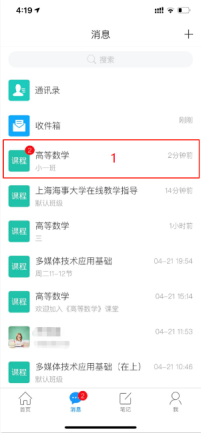 4:19
消息
搜索
通讯录
收件箱
刚刚
课程
2
高等数学
1
2分钟前
小一班
课程
上海海事大学在线教学指导
14分钟前
默认班级
课程
高等数学
1小时前
三
课程
多媒体技术应用基础
04-21 18:54
周二11-12节
课程
高等数学
04-21 15:14
欢迎加入《高等数学》课堂
04-21 11:53
课程
多媒体技术应用基础(在上)
04-21 10:46
默认班级
2
首页
消息
笔记
我